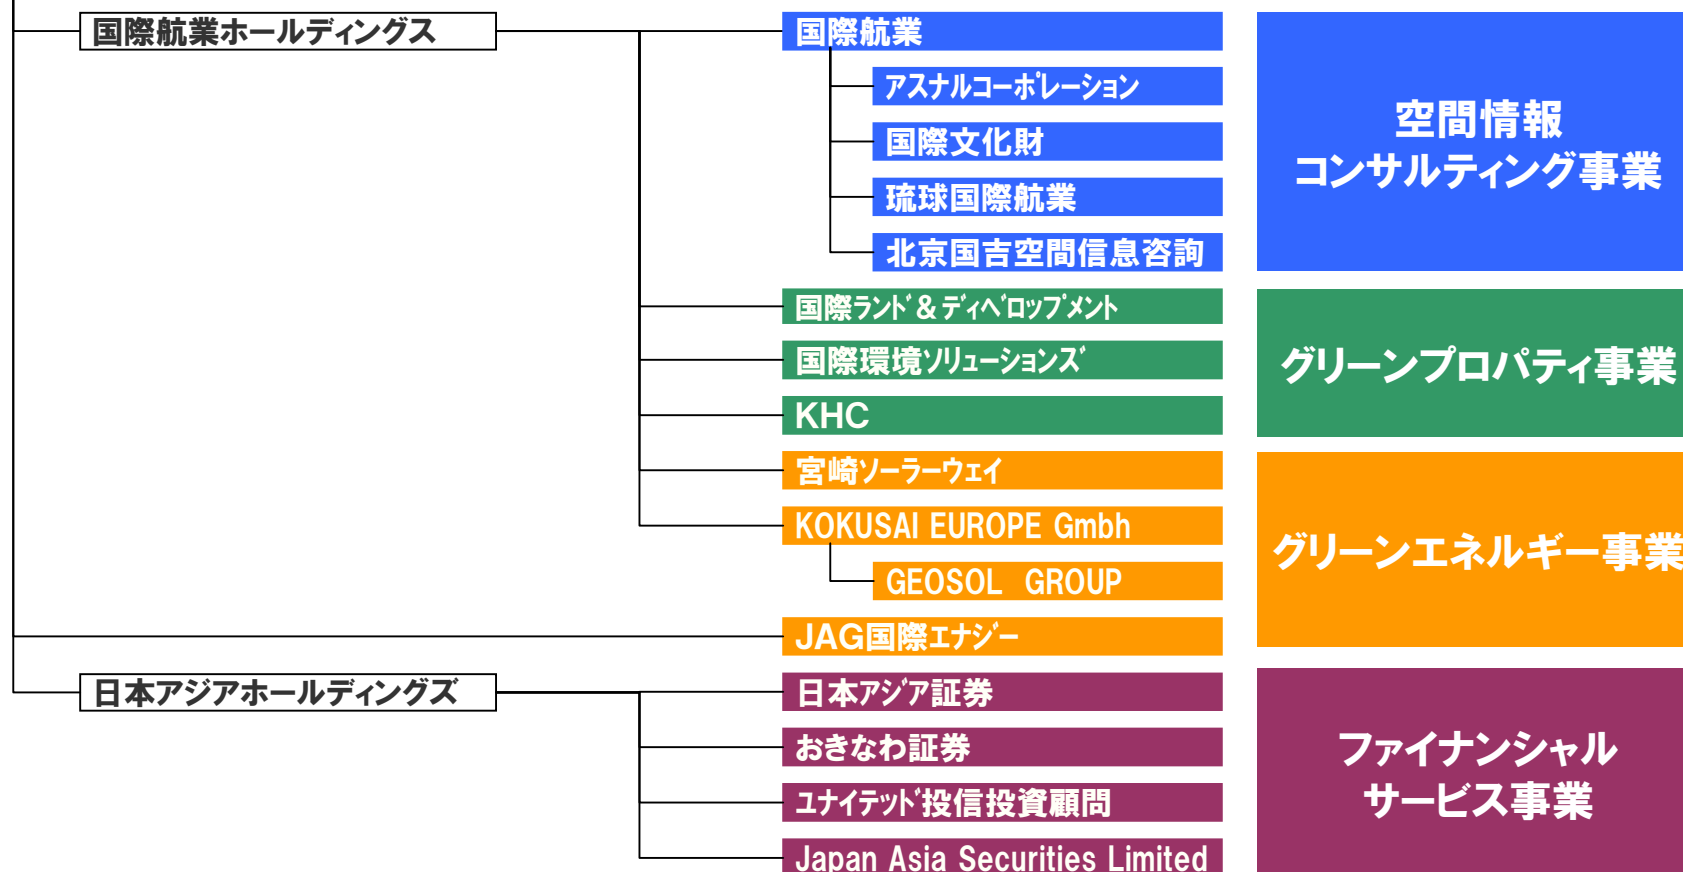 国際航業ホールディングス
国際航業
アスナルコーポレーション
国際文化財
琉球国際航業
北京国吉空間信息咨詢
空間情報
コンサルティング事業
国際ランド&ディベロップメント
国際環境ソリューションズ
KHC
グリーンプロパティ事業
宮崎ソーラーウェイ
KOKUSAI EUROPE Gmbh
GEOSOL GROUP
JAG国際エナジー
グリーンエネルギー事業
日本アジアホールディングズ
日本アジア証券
おきなわ証券
ユナイテッド投信投資顧問
Japan Asia Securities Limited
ファイナンシャル
サービス事業